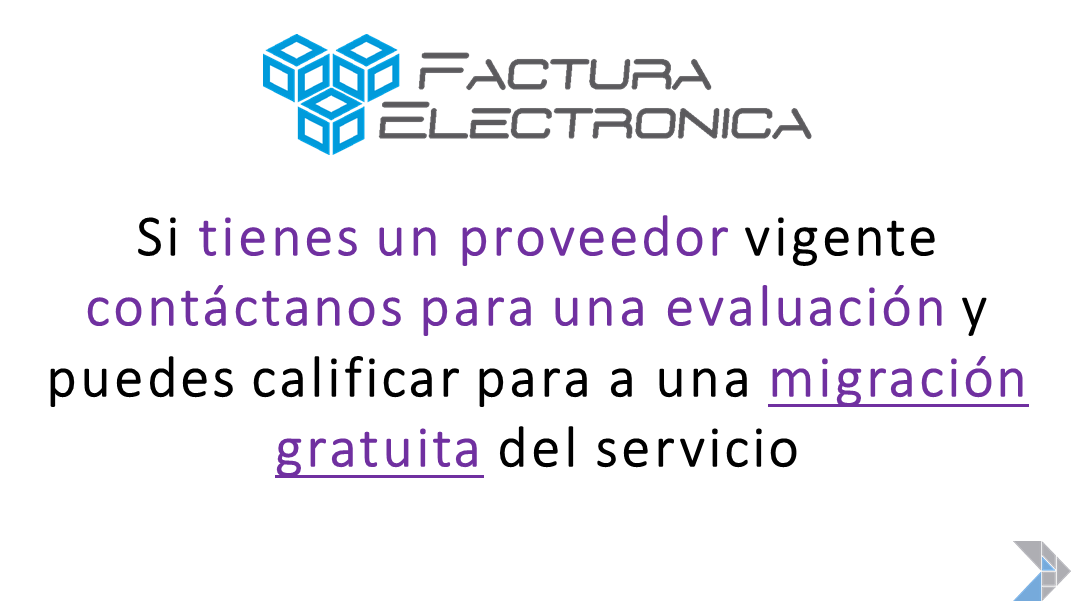 FACTURA
ELECTRONICA
Si tienes un proveedor vigente
contáctanos para una evaluación y
puedes calificar para a una migración
gratuita del servicio